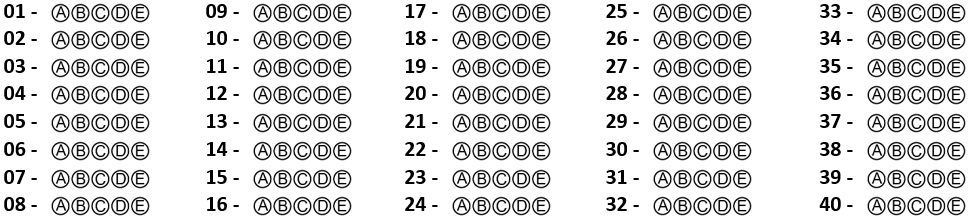 01 - ⒶⒷⒸⒹⒺ 09 - ⒶⒷⒸⒹⒺ 17 - ⒶⒷⒸⒹⒺ 25 - ⒶⒷⒸⒹⒺ 33 - ⒶⒷⒸⒹⒺ
02 - ⒶⒷⒸⒹⒺ 10 - ⒶⒷⒸⒹⒺ 18 - ⒶⒷⒸⒹⒺ 26 - ⒶⒷⒸⒹⒺ 34 - ⒶⒷⒸⒹⒺ
03 - ⒶⒷⒸⒹⒺ 11 - ⒶⒷⒸⒹⒺ 19 - ⒶⒷⒸⒹⒺ 27 - ⒶⒷⒸⒹⒺ 35 - ⒶⒷⒸⒹⒺ
04 - ⒶⒷⒸⒹⒺ 12 - ⒶⒷⒸⒹⒺ 20 - ⒶⒷⒸⒹⒺ 28 - ⒶⒷⒸⒹⒺ 36 - ⒶⒷⒸⒹⒺ
05 - ⒶⒷⒸⒹⒺ 13 - ⒶⒷⒸⒹⒺ 21 - ⒶⒷⒸⒹⒺ 29 - ⒶⒷⒸⒹⒺ 37 - ⒶⒷⒸⒹⒺ
06 - ⒶⒷⒸⒹⒺ 14 - ⒶⒷⒸⒹⒺ 22 - ⒶⒷⒸⒹⒺ 30 - ⒶⒷⒸⒹⒺ 38 - ⒶⒷⒸⒹⒺ
07 - ⒶⒷⒸⒹⒺ 15 - ⒶⒷⒸⒹⒺ 23 - ⒶⒷⒸⒹⒺ 31 - ⒶⒷⒸⒹⒺ 39 - ⒶⒷⒸⒹⒺ
08 - ⒶⒷⒸⒹⒺ 16 - ⒶⒷⒸⒹⒺ 24 - ⒶⒷⒸⒹⒺ 32 - ⒶⒷⒸⒹⒺ 40 - ⒶⒷⒸⒹⒺ